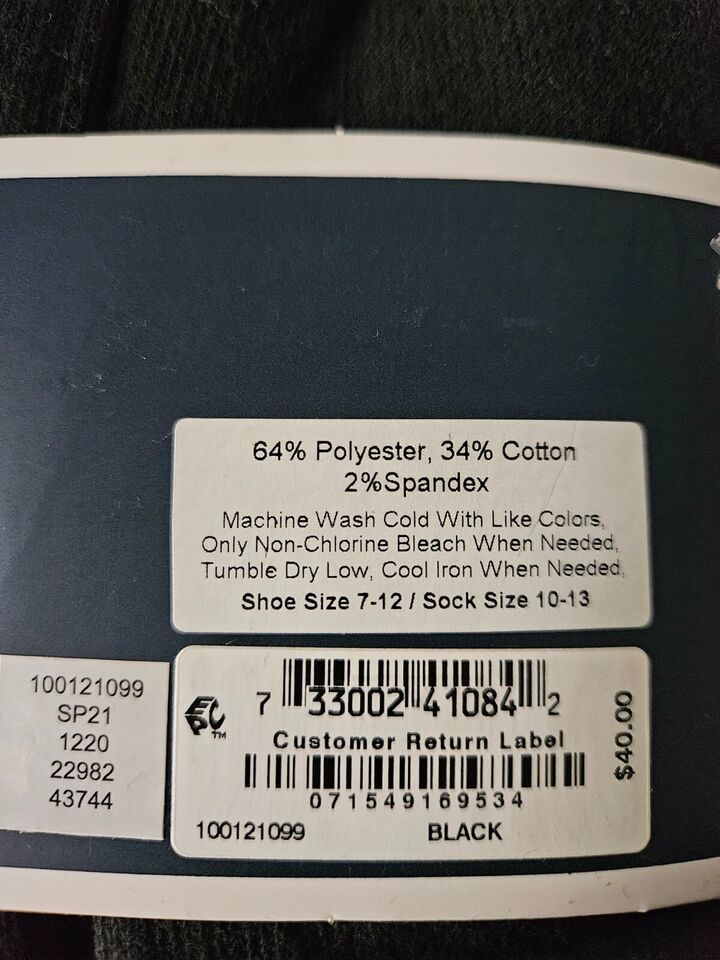 64% Polyester, 34% Cotton
2%Spandex
Machine Wash Cold With Like Colors,
Only Non-Chlorine Bleach When Needed,
Tumble Dry Low, Cool Iron When Needed,
Shoe Size 7-12 / Sock Size 10-13
100121099
SP21
1220
22982
43744
EPC™
7 33002 41084 2
Customer Return Label
071549169534
100121099 BLACK
$40.00